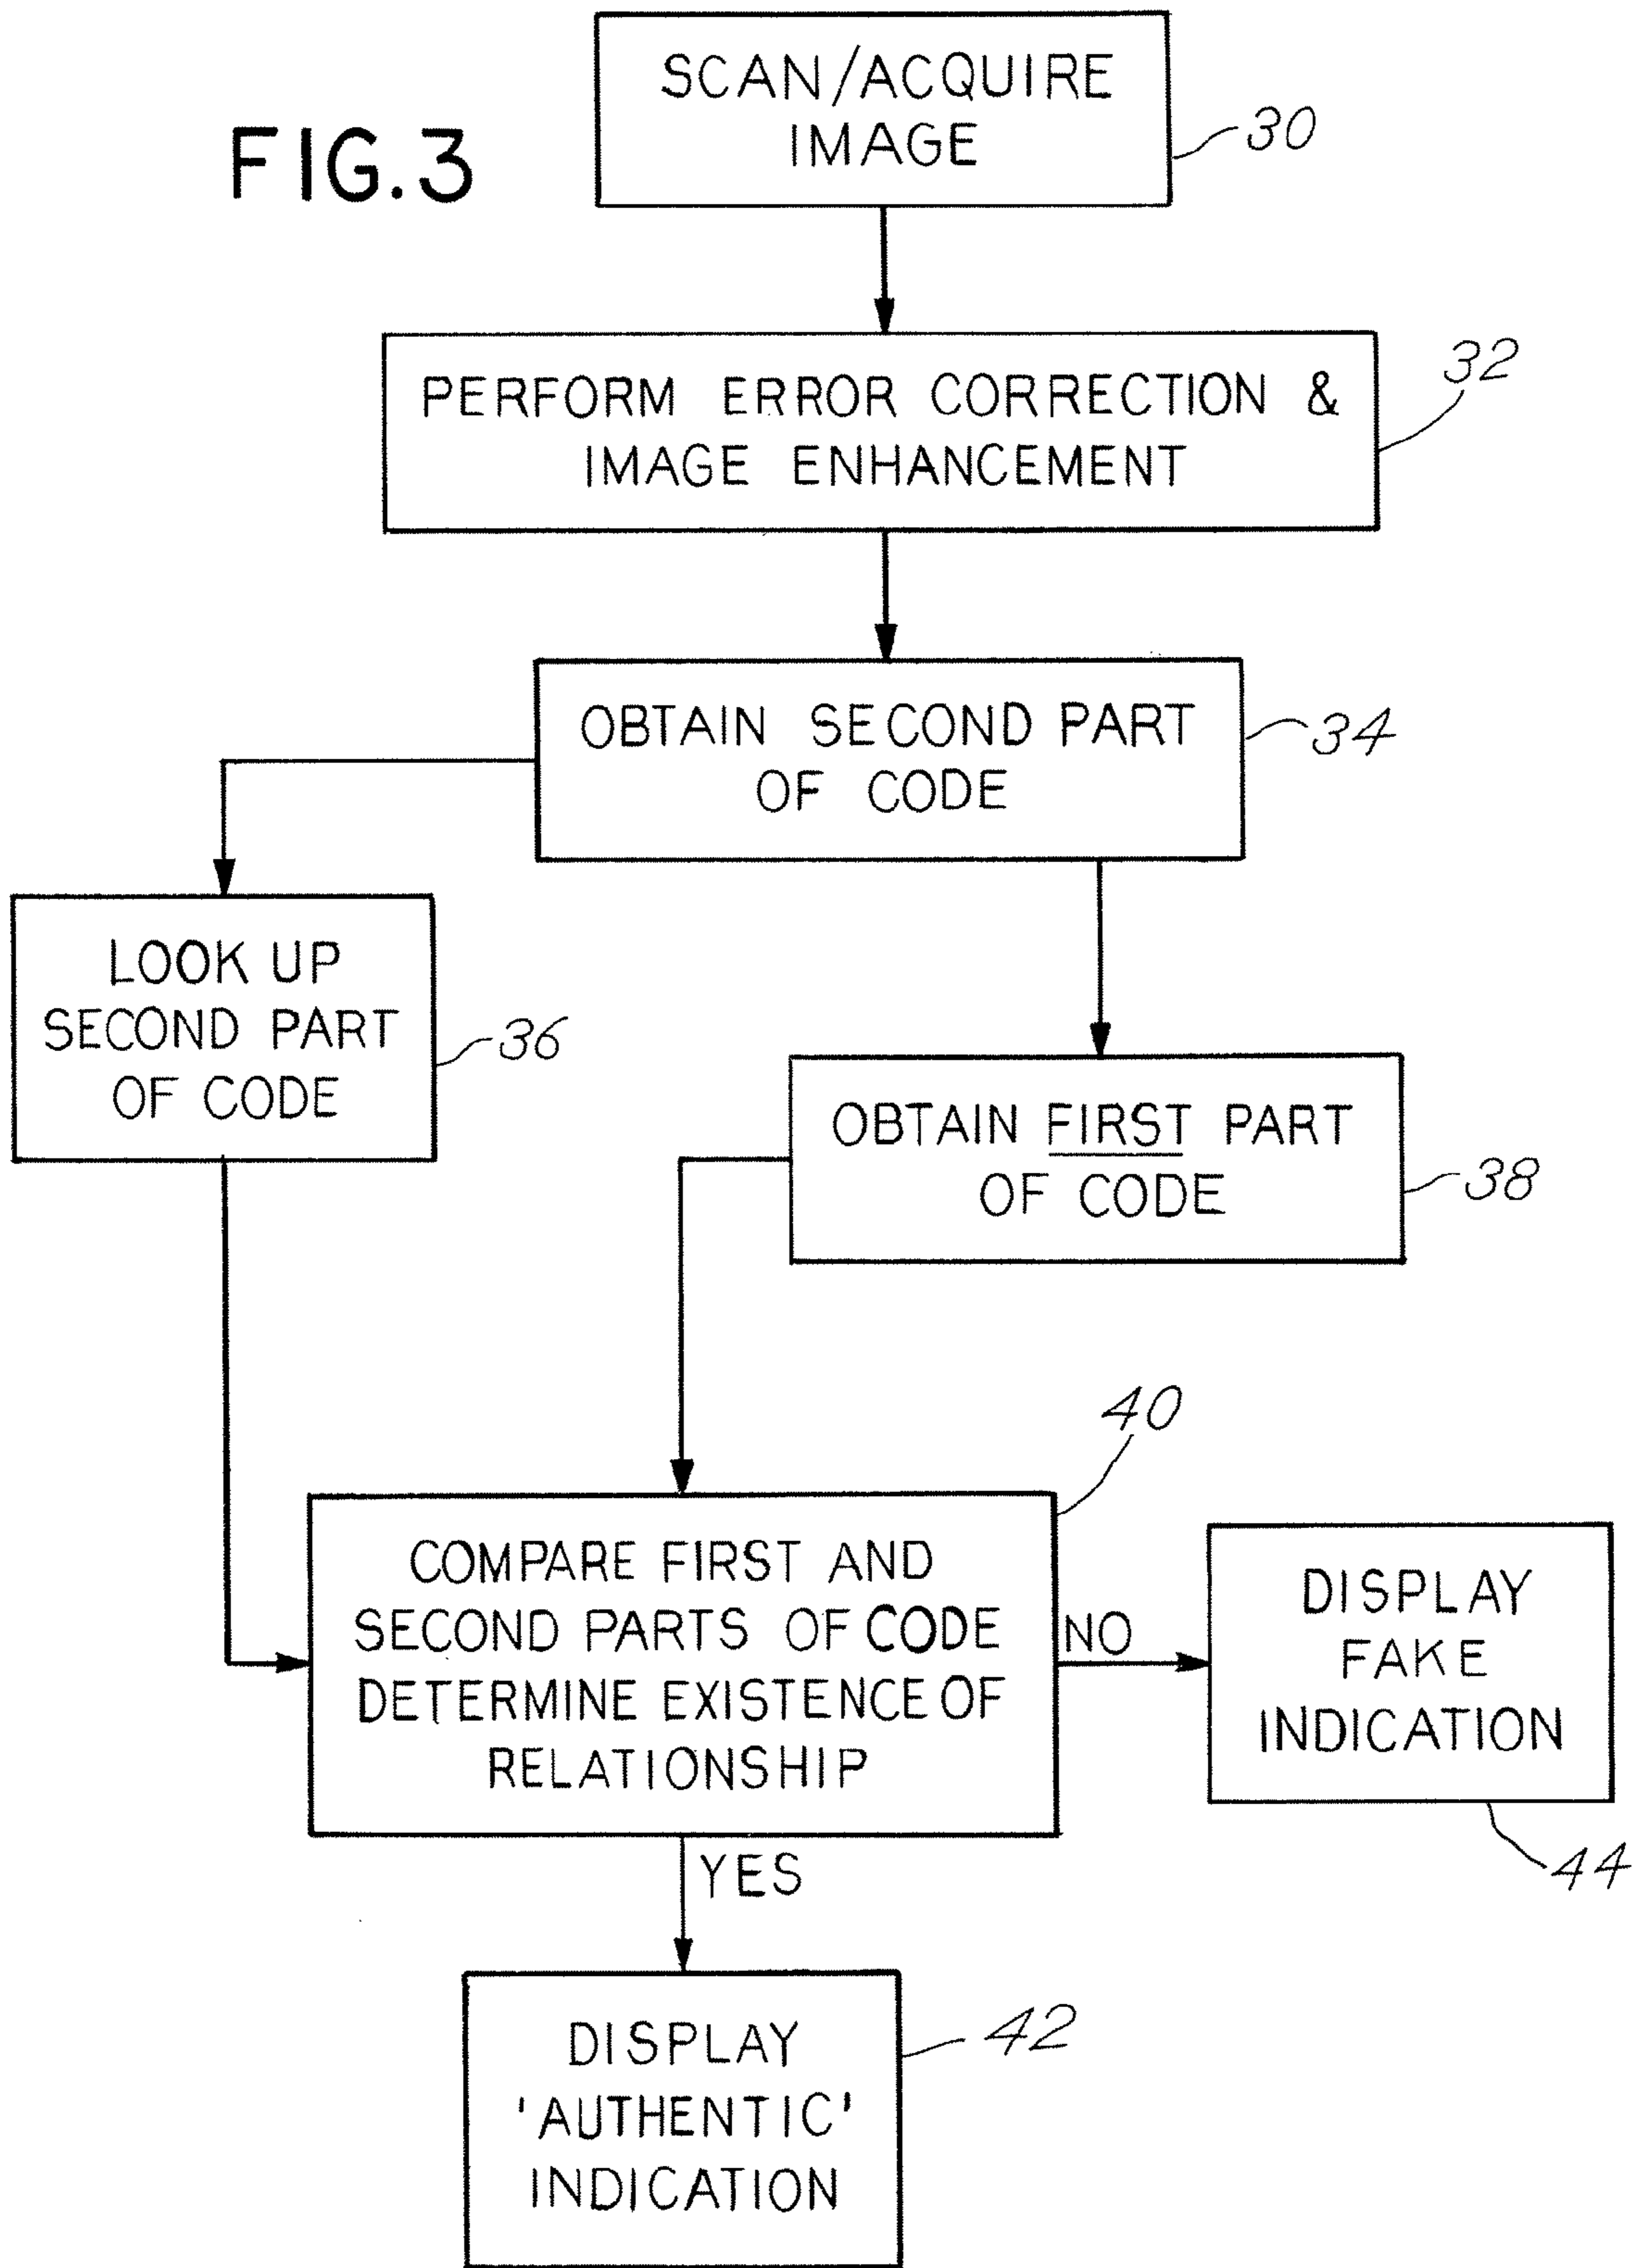 FIG.3
SCAN/ACQUIRE
IMAGE
30
PERFORM ERROR CORRECTION &
IMAGE ENHANCEMENT
32
OBTAIN SECOND PART
OF CODE
34
LOOK UP
SECOND PART
OF CODE
36
OBTAIN FIRST PART
OF CODE
38
40
COMPARE FIRST AND
SECOND PARTS OF CODE
DETERMINE EXISTENCE OF
RELATIONSHIP
NO
DISPLAY
FAKE
INDICATION
44
YES
DISPLAY
'AUTHENTIC'
INDICATION
42